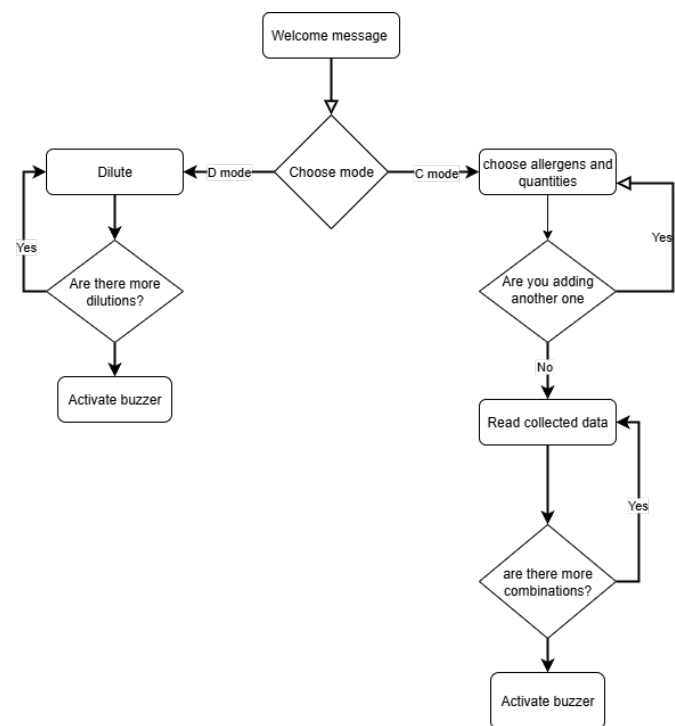 Welcome message
Choose mode
D mode
C mode
Dilute
choose allergens and
quantities
Yes
Yes
Are there more
dilutions?
Are you adding
another one
No
Activate buzzer
Read collected data
Yes
are there more
combinations?
Activate buzzer